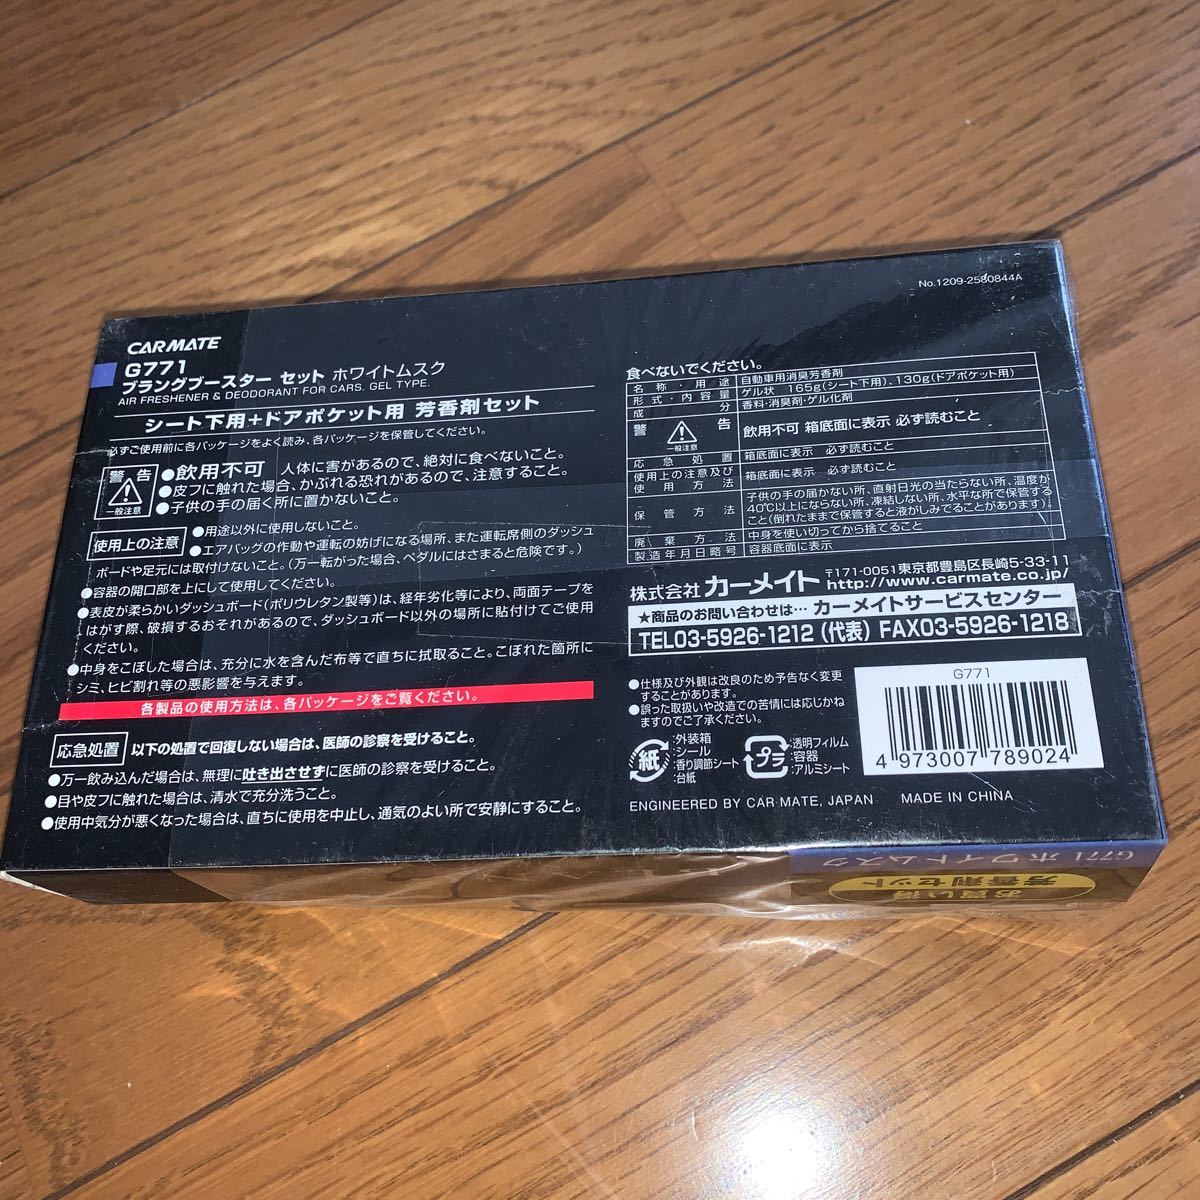 No.1209-2580844A
CARMATE
G771
ブラングブースター セット ホワイトムスク
AIR FRESHENER & DEODORANT FOR CARS. GEL TYPE.
シート下用+ドアポケット用 芳香剤セット
必ずご使用前に各パッケージをよく読み、各パッケージを保管してください。
警告
一般注意
●飲用不可 人体に害があるので、絶対に食べないこと。
●皮フに触れた場合、かぶれる恐れがあるので、注意すること。
●子供の手の届く所に置かないこと。
使用上の注意
●用途以外に使用しないこと。
●エアバッグの作動や運転の妨げになる場所、また運転席側のダッシュ
ボードや足元には取付けないこと。(万一転がった場合、ペダルにはさまると危険です。)
●容器の開口部を上にして使用してください。
●表皮が柔らかいダッシュボード(ポリウレタン製等)は、経年劣化等により、両面テープを
はがす際、破損するおそれがあるので、ダッシュボード以外の場所に貼付けてご使用
ください。
●中身をこぼした場合は、充分に水を含んだ布等で直ちに拭取ること。こぼれた箇所に
シミ、ヒビ割れ等の悪影響を与えます。
各製品の使用方法は、各パッケージをご覧ください。
応急処置 以下の処置で回復しない場合は、医師の診察を受けること。
●万一飲み込んだ場合は、無理に吐き出させずに医師の診察を受けること。
●目や皮フに触れた場合は、清水で充分洗うこと。
●使用中気分が悪くなった場合は、直ちに使用を中止し、通気のよい所で安静にすること。
食べないでください。
名称・用途 自動車用消臭芳香剤
形式・内容量 ゲル状 165g(シート下用)、130g(ドアポケット用)
成分 香料・消臭剤・ゲル化剤
警告 一般注意 飲用不可 箱底面に表示 必ず読むこと
応急処置 箱底面に表示 必ず読むこと
使用上の注意及び使用方法 箱底面に表示 必ず読むこと
保管方法 子供の手の届かない所、直射日光の当たらない所、温度が
40℃以上にならない所、凍結しない所、水平な所で保管する
こと(倒れたままで保管すると液がしみでることがあります)
廃棄方法 中身を使い切ってから捨てること
製造年月日略号 容器底面に表示
株式会社 カーメイト 〒171-0051東京都豊島区長崎5-33-11
http://www.carmate.co.jp/
★商品のお問い合わせは… カーメイトサービスセンター
TEL03-5926-1212(代表) FAX03-5926-1218
●仕様及び外観は改良のため予告なく変更
することがあります。
●誤った取扱いや改造での苦情には応じかね
ますのでご了承ください。
紙
:外装箱
・シール
・香り調節シート
・台紙
プラ
:透明フィルム
・容器
・アルミシート
G771
4 973007 789024
ENGINEERED BY CAR MATE, JAPAN MADE IN CHINA
G771 ホワイトムスク
お買い得
芳香剤セット